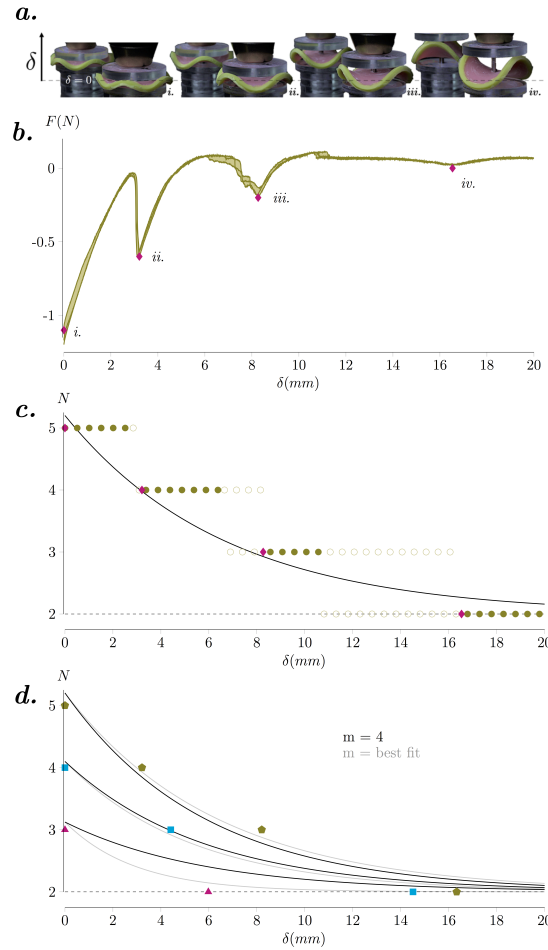 a.
δ
δ = 0
i.
ii.
iii.
iv.
b.
F(N)
0
-0.5
-1
i.
ii.
iii.
iv.
0 2 4 6 8 10 12 14 16 18 20
δ(mm)
c.
N
5
4
3
2
0 2 4 6 8 10 12 14 16 18 20
δ(mm)
d.
N
5
4
3
2
m = 4
m = best fit
0 2 4 6 8 10 12 14 16 18 20
δ(mm)